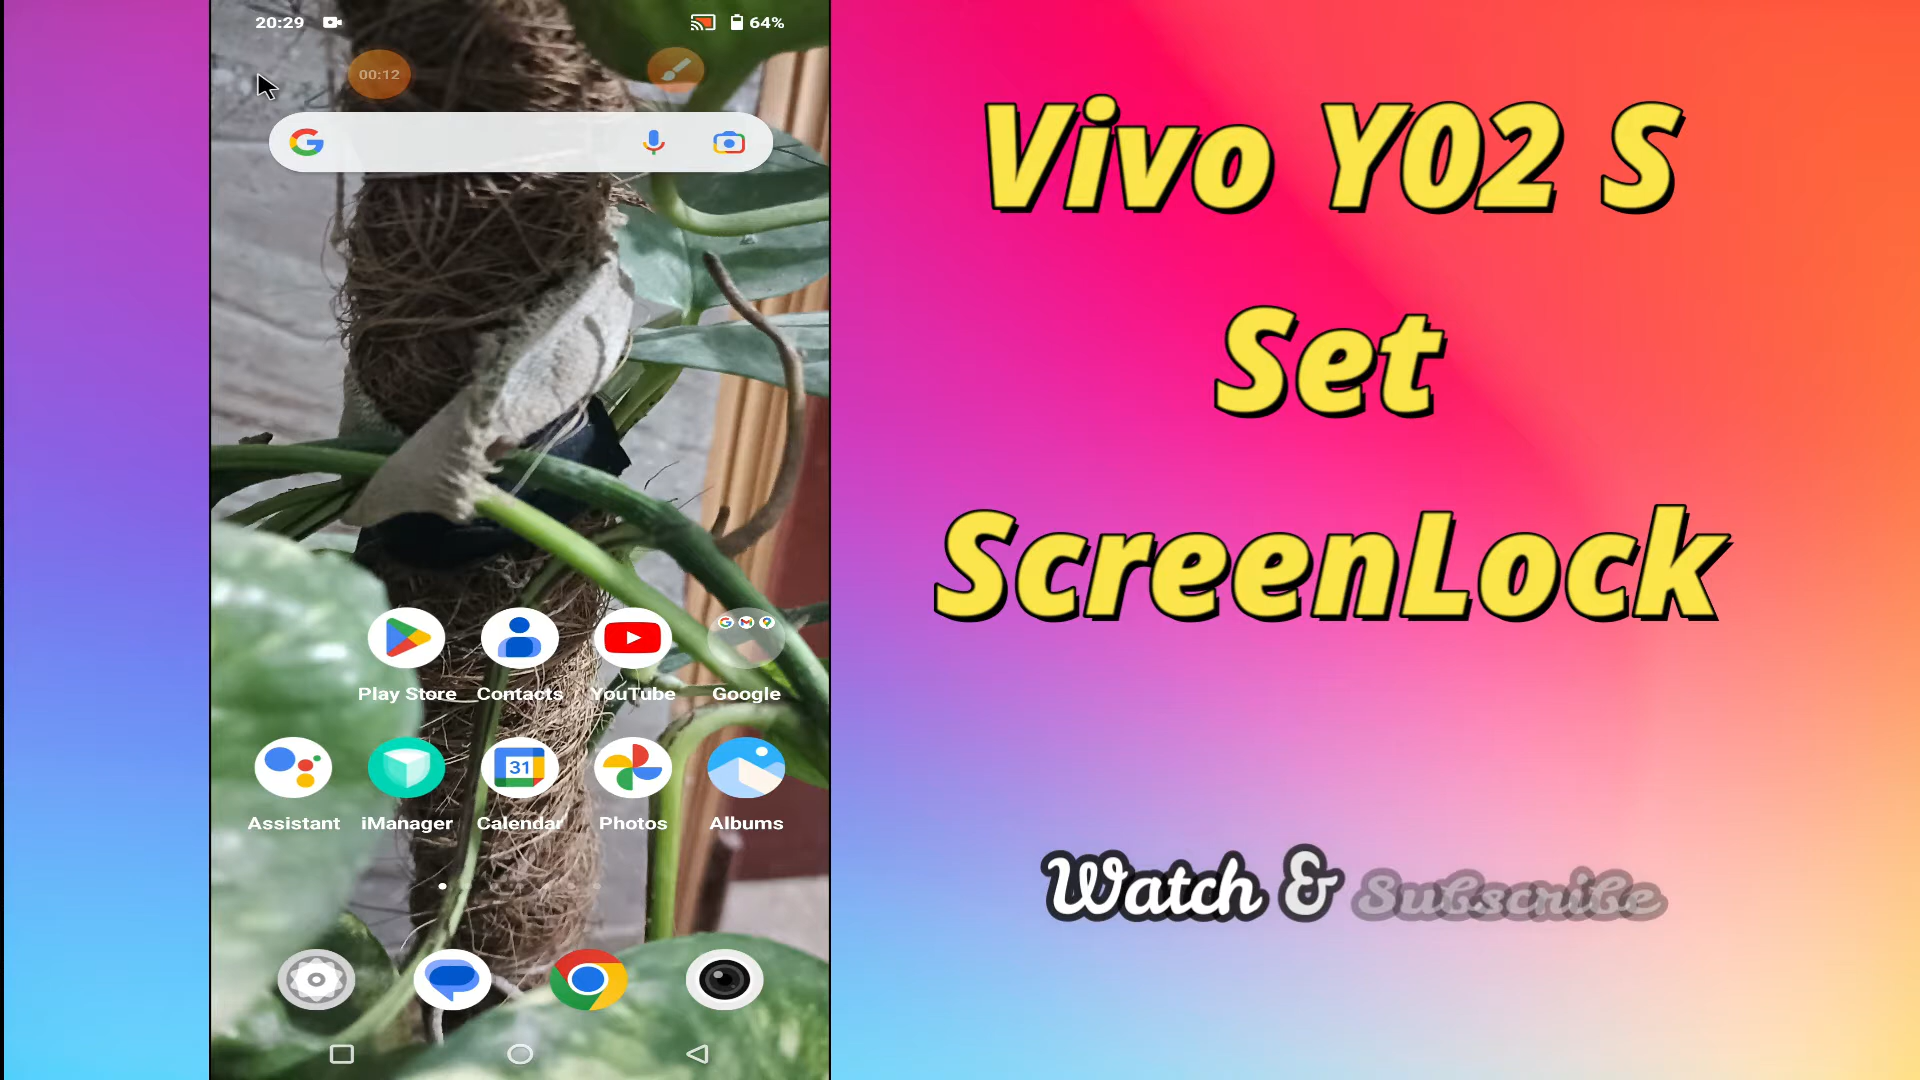 20:29
64%
00:12
Vivo Y02 S
Set
ScreenLock
Play Store Contacts YouTube Google
31
Assistant iManager Calendar Photos Albums
Watch & Subscribe